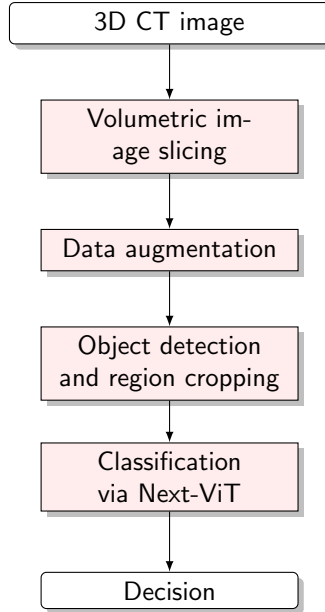 3D CT image
Volumetric im-
age slicing
Data augmentation
Object detection
and region cropping
Classification
via Next-ViT
Decision